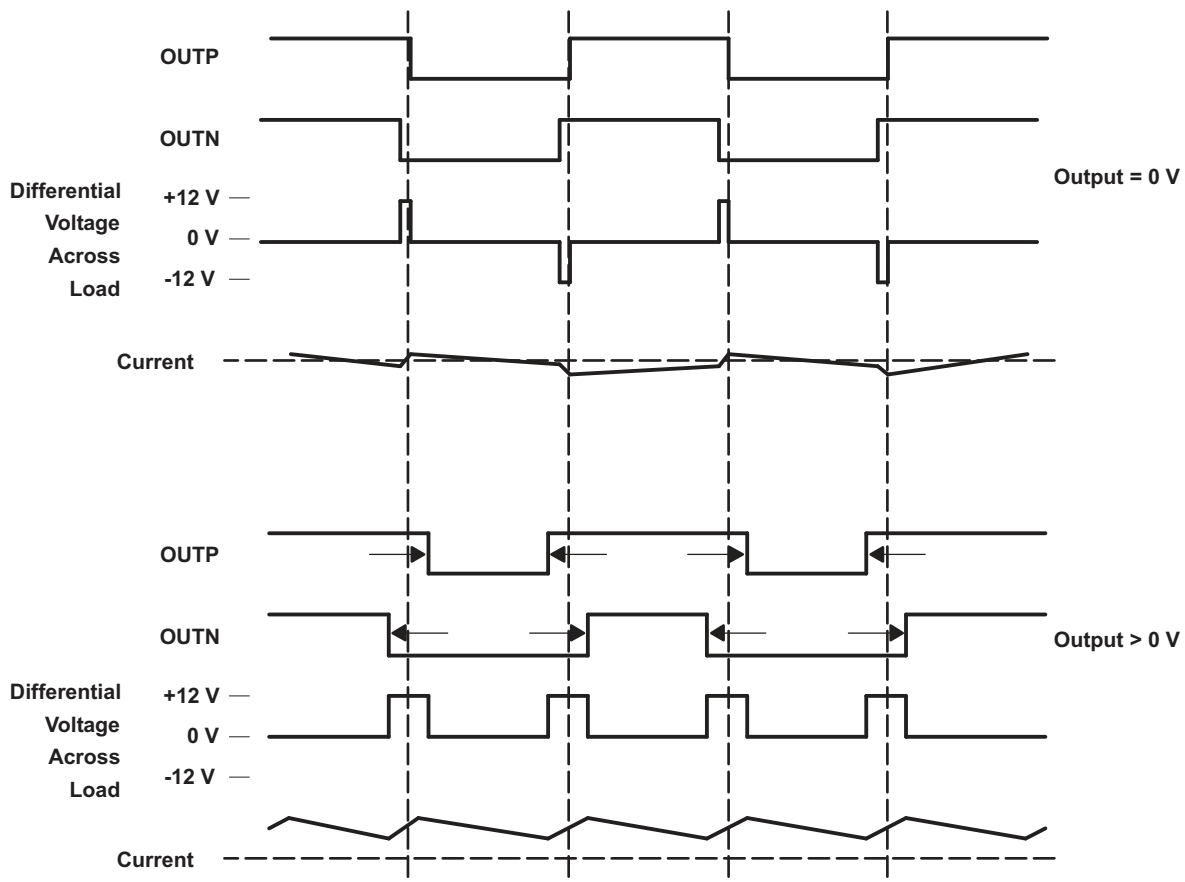 OUTP
OUTN
Output = 0 V
Differential
Voltage
Across
Load
+12 V
0 V
-12 V
Current
OUTP
OUTN
Output > 0 V
Differential
Voltage
Across
Load
+12 V
0 V
-12 V
Current